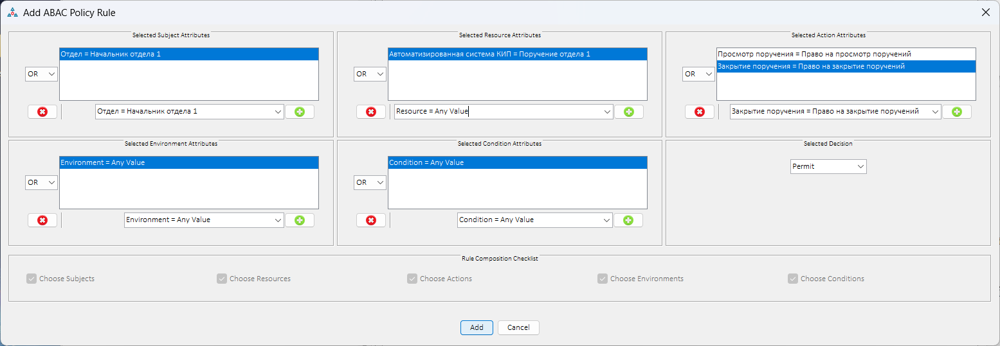 Add ABAC Policy Rule
Selected Subject Attributes
OR
Отдел = Начальник отдела 1
Отдел = Начальник отдела 1
Selected Resource Attributes
OR
Автоматизированная система КИП = Поручение отдела 1
Resource = Any Value
Selected Action Attributes
OR
Просмотр поручения = Право на просмотр поручений
Закрытие поручения = Право на закрытие поручений
Закрытие поручения = Право на закрытие поручений
Selected Environment Attributes
OR
Environment = Any Value
Environment = Any Value
Selected Condition Attributes
OR
Condition = Any Value
Condition = Any Value
Selected Decision
Permit
Rule Composition Checklist
Choose Subjects
Choose Resources
Choose Actions
Choose Environments
Choose Conditions
Add
Cancel